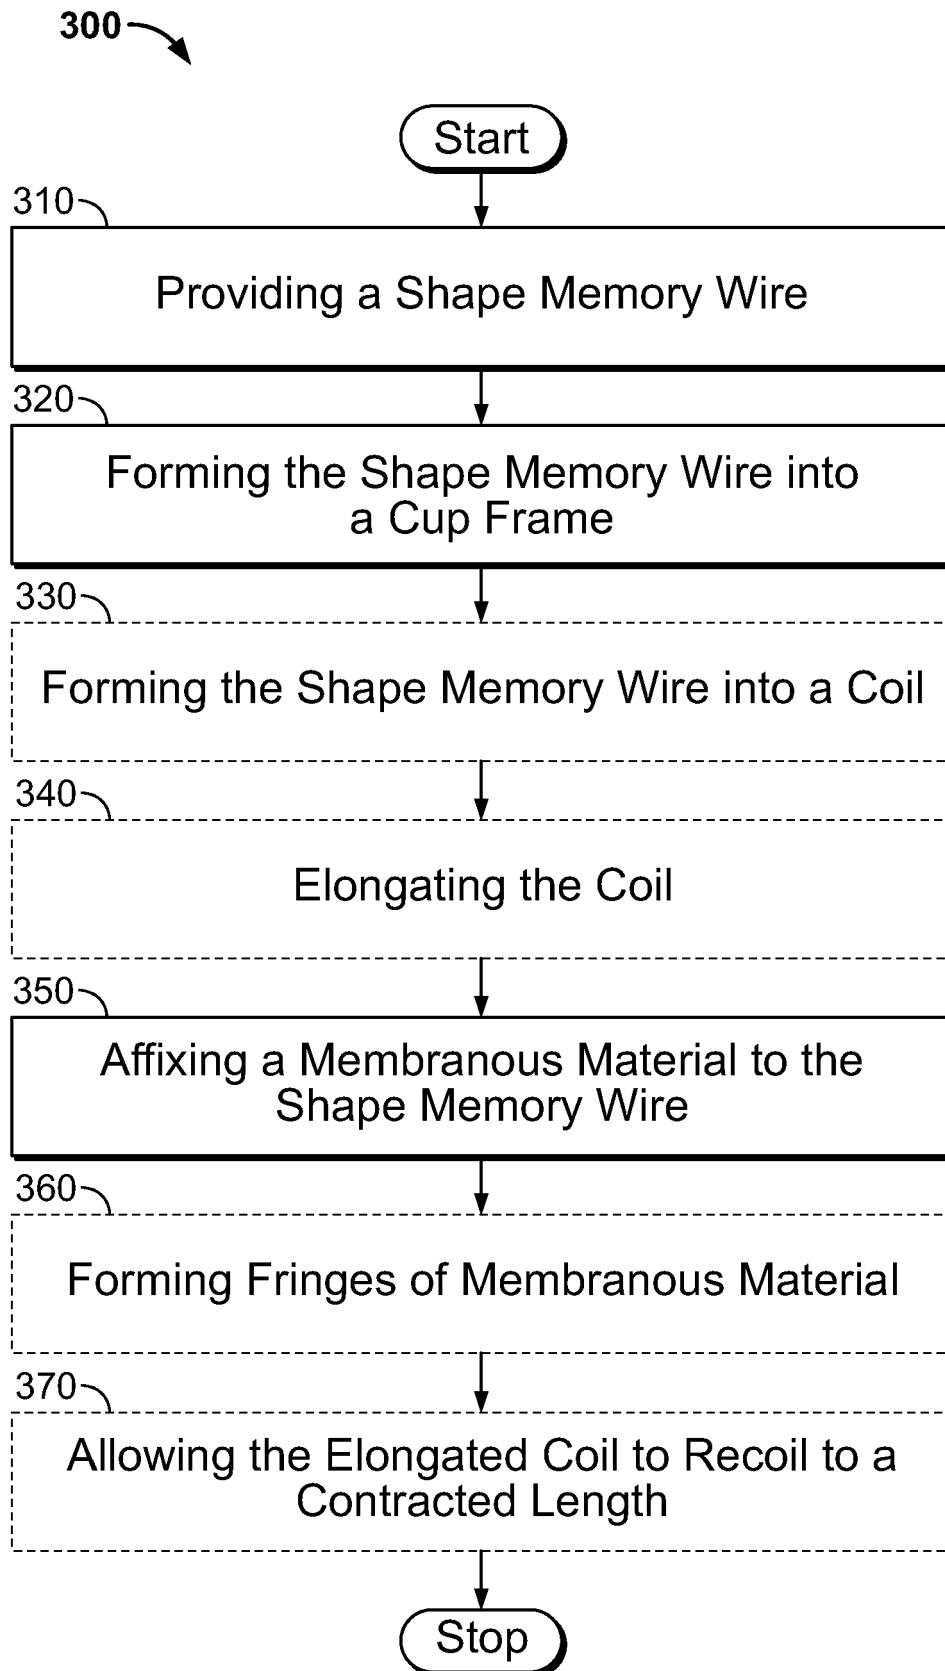 300
Start
310
Providing a Shape Memory Wire
320
Forming the Shape Memory Wire into
a Cup Frame
330
Forming the Shape Memory Wire into a Coil
340
Elongating the Coil
350
Affixing a Membranous Material to the
Shape Memory Wire
360
Forming Fringes of Membranous Material
370
Allowing the Elongated Coil to Recoil to a
Contracted Length
Stop